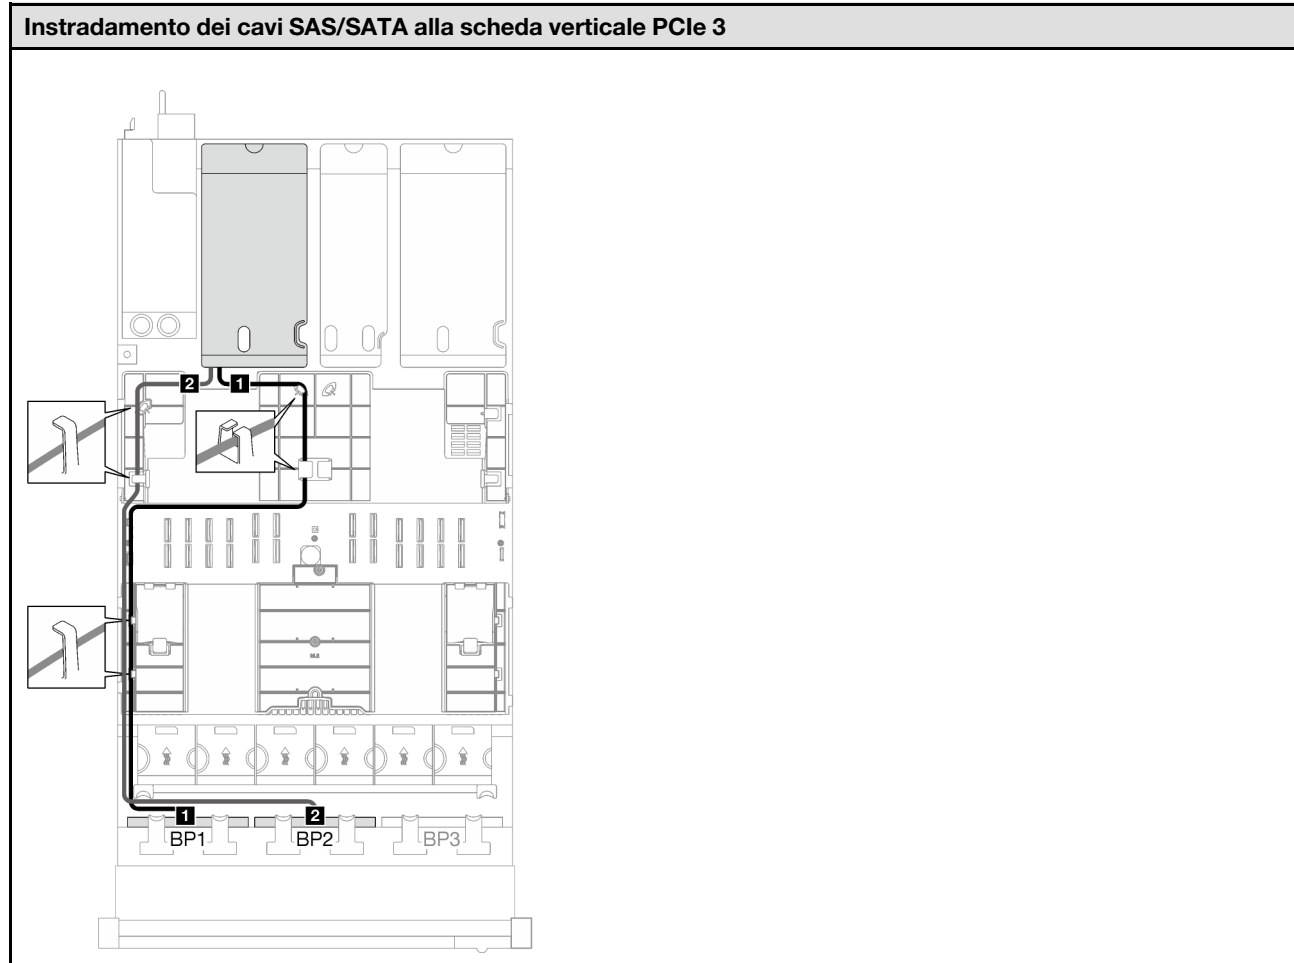 Instradamento dei cavi SAS/SATA alla scheda verticale PCIe 3
2 1
1 2
BP1 BP2 BP3